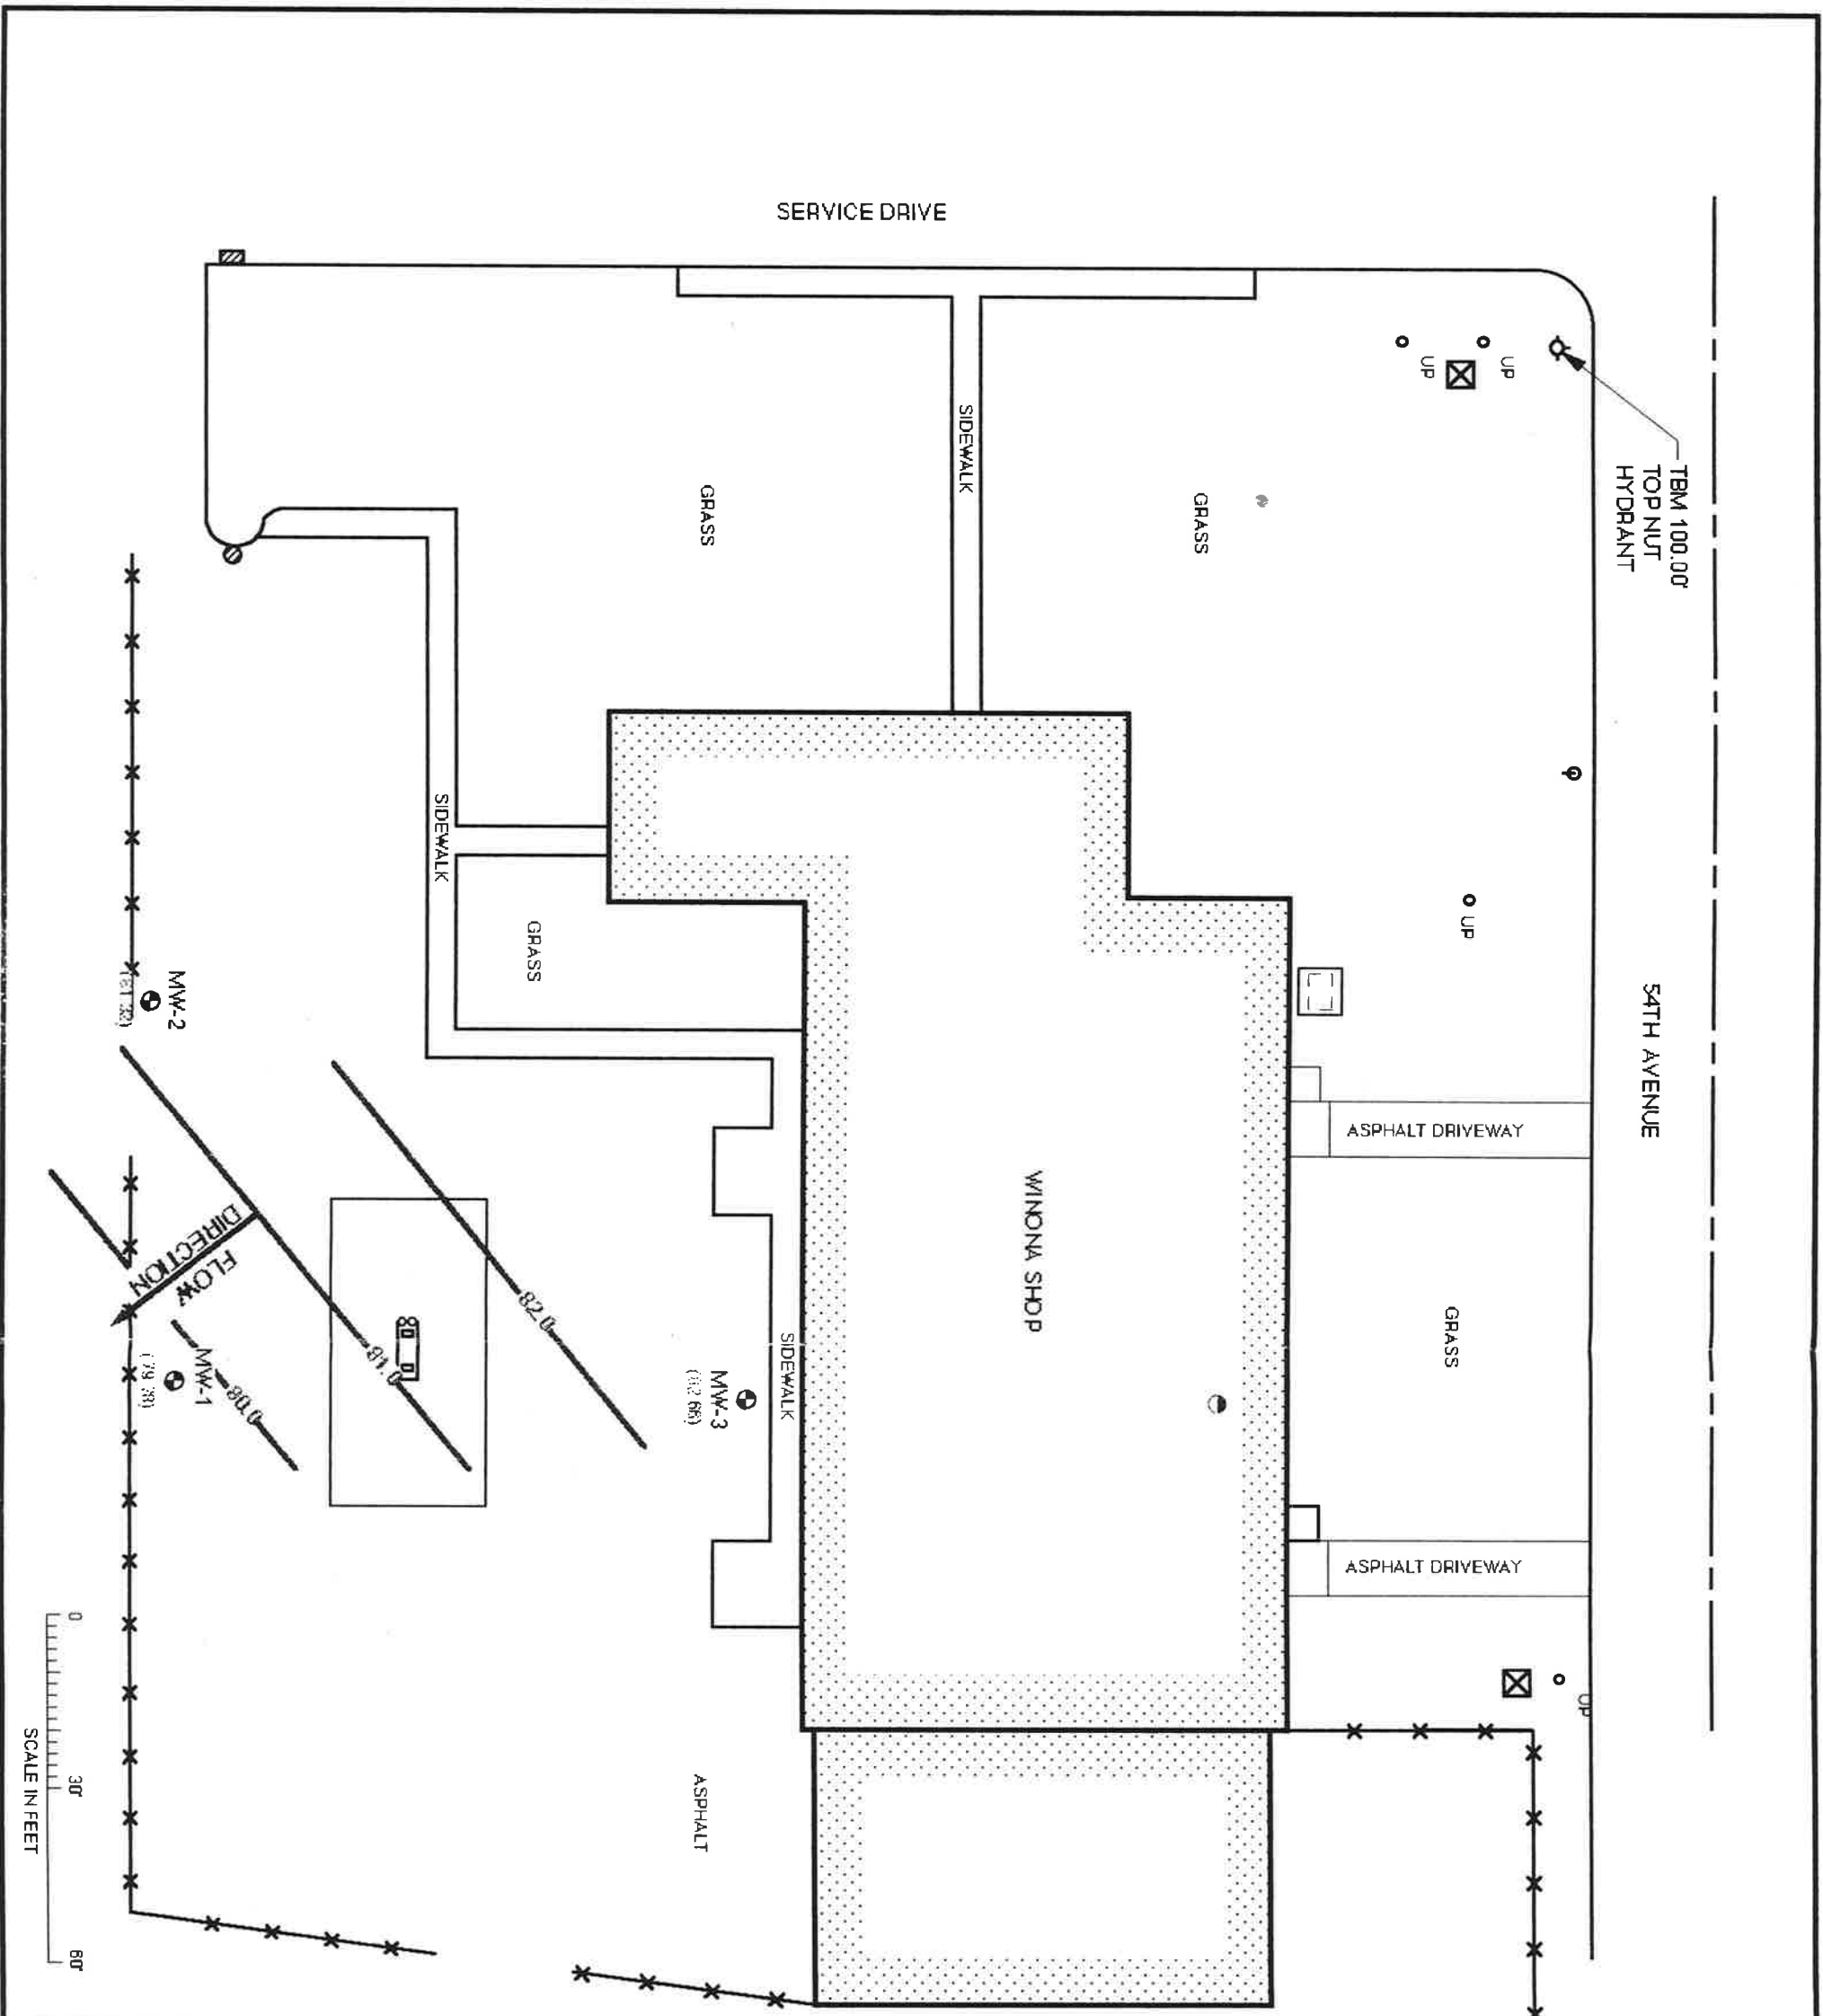 SERVICE DRIVE
54TH AVENUE
TBM 100.00'
TOP NUT
HYDRANT
UP
UP
UP
UP
GRASS
GRASS
GRASS
GRASS
SIDEWALK
SIDEWALK
SIDEWALK
ASPHALT DRIVEWAY
ASPHALT DRIVEWAY
WINONA SHOP
ASPHALT
MW-3
MW-2
MW-1
82.0
81.0
80.0
FLOW
DIRECTION
0
30'
60'
SCALE IN FEET